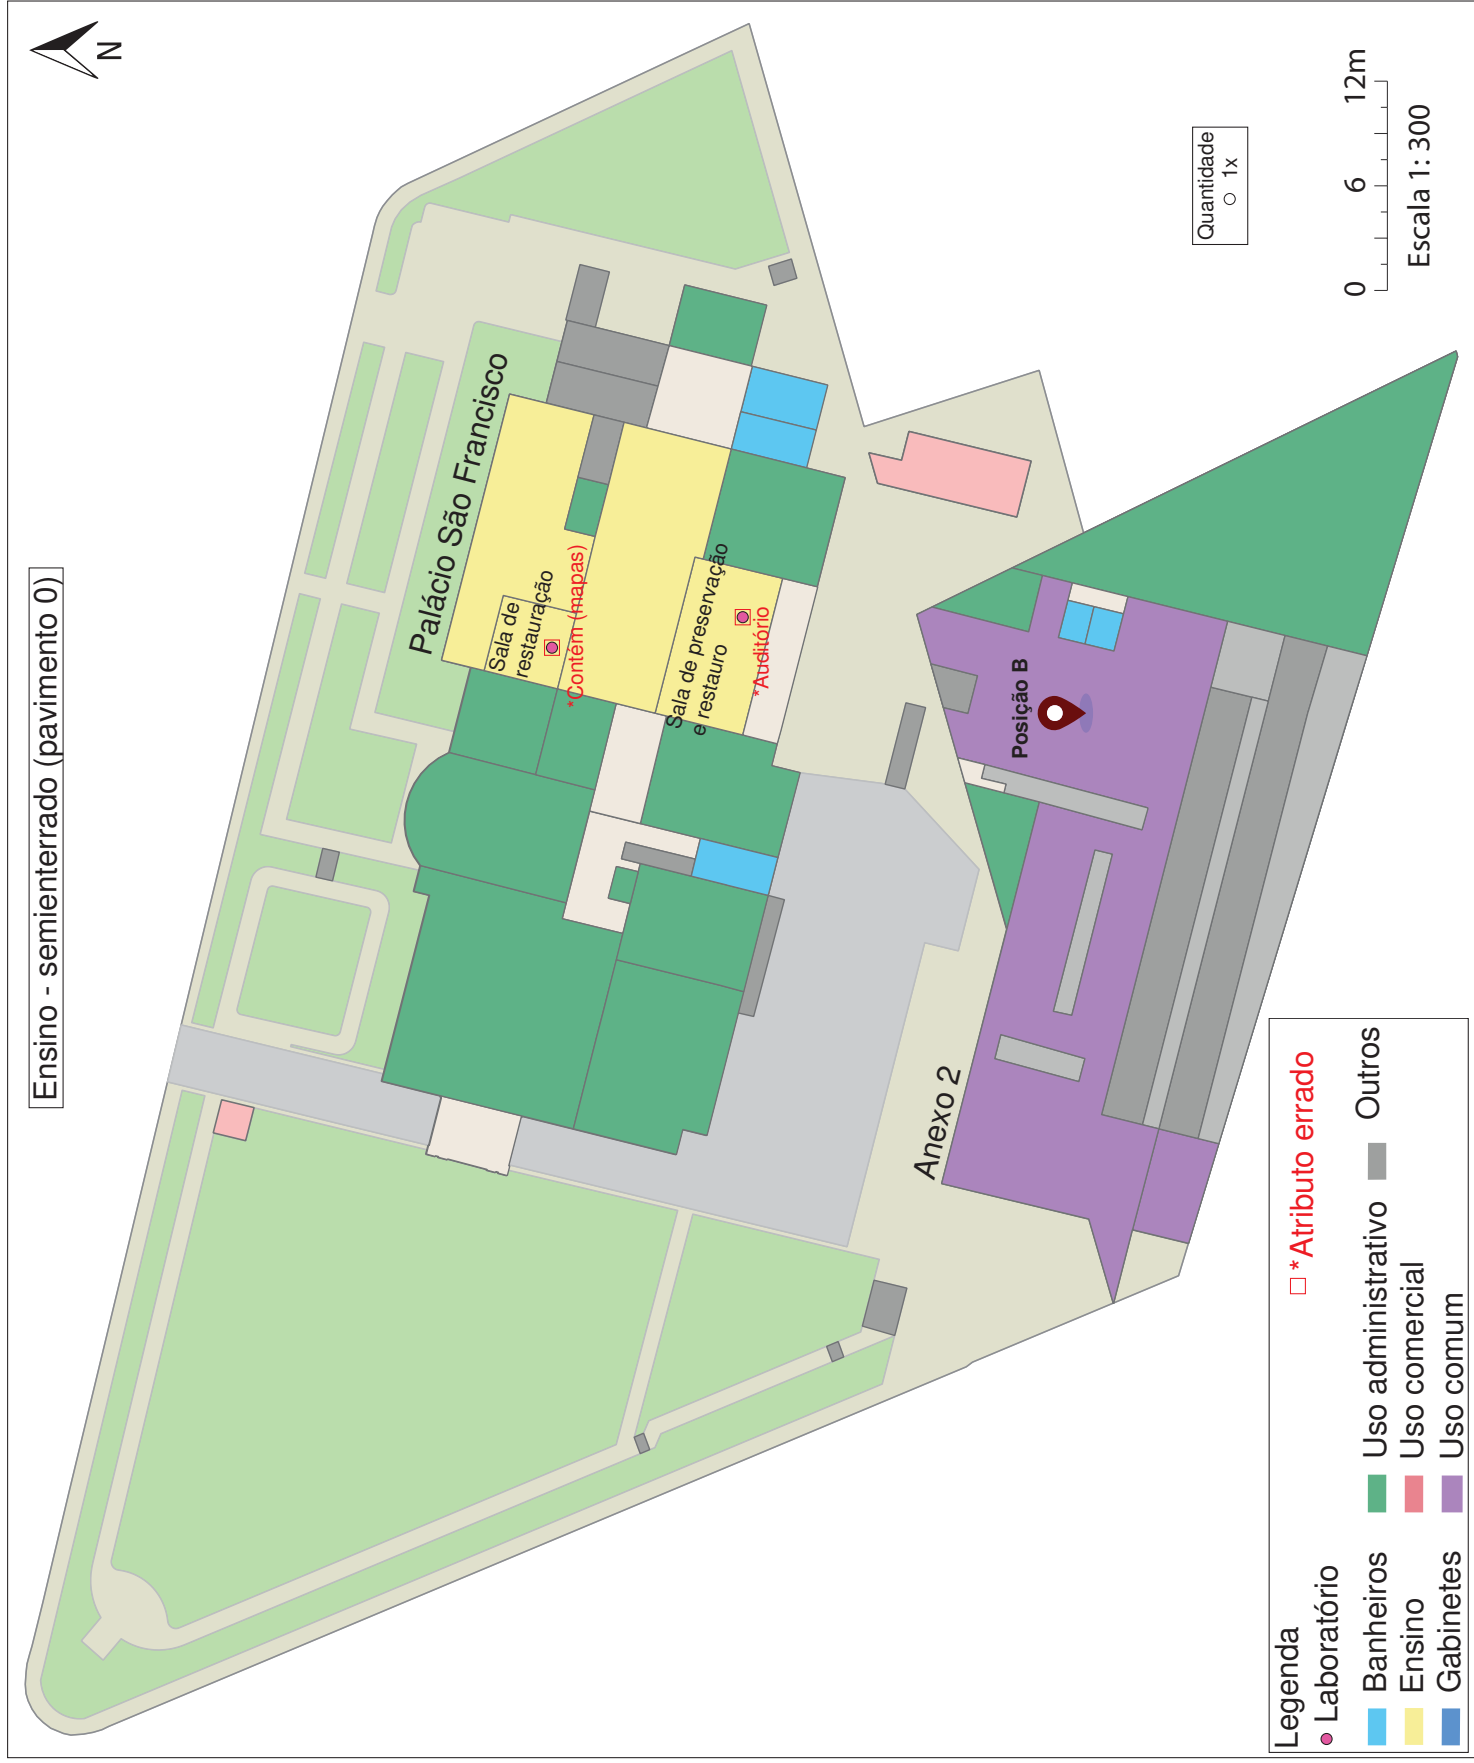 Ensino - semienterrado (pavimento 0)
N
Palácio São Francisco
Sala de
restauração
*Contém (mapas)
Sala de preservação
e restauro
*Auditório
Posição B
Anexo 2
Quantidade
1x
0 6 12m
Escala 1: 300
Legenda
Laboratório
*Atributo errado
Banheiros
Uso administrativo
Outros
Ensino
Uso comercial
Gabinetes
Uso comum